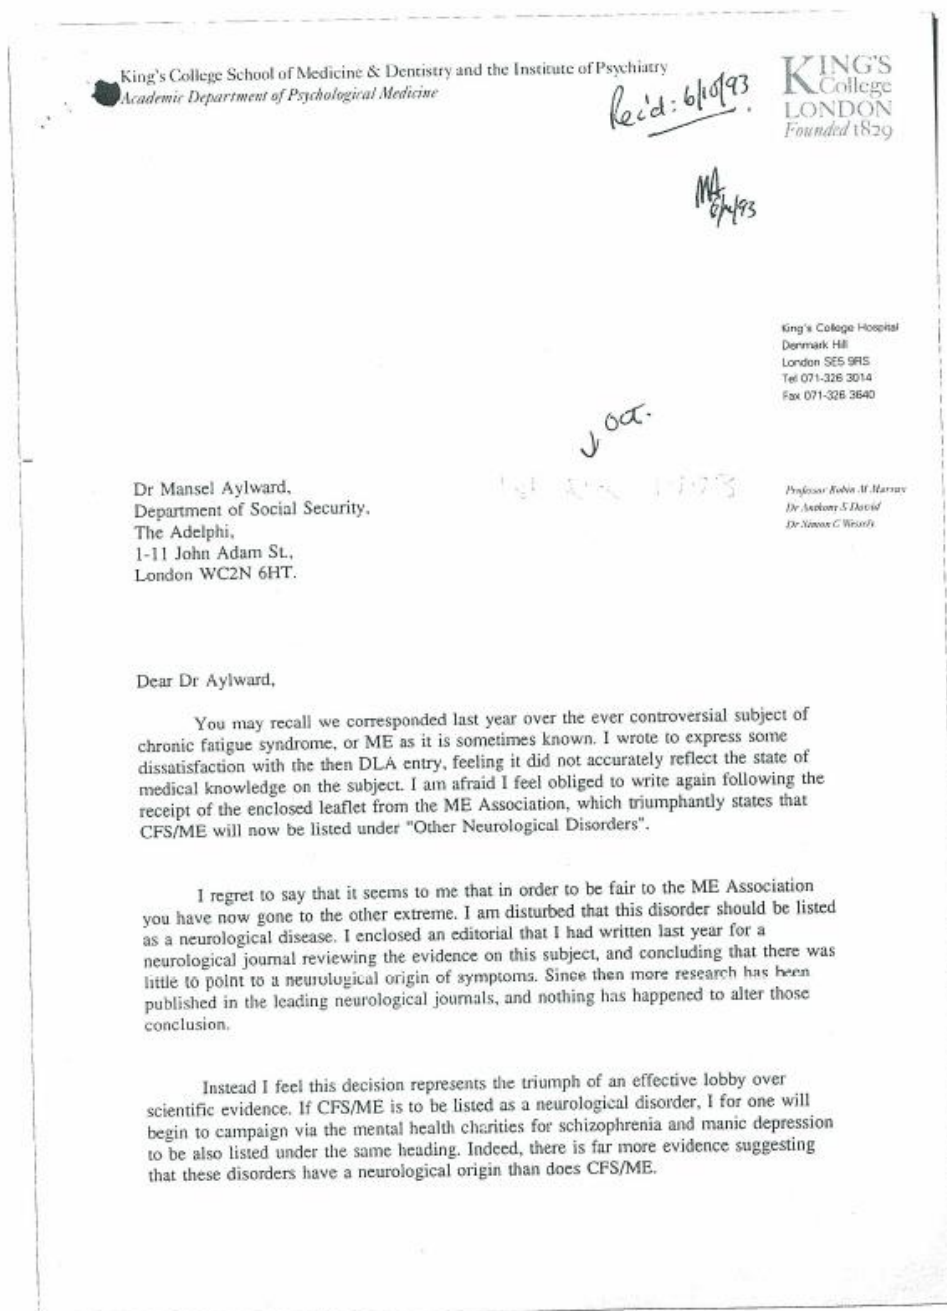 King's College School of Medicine & Dentistry and the Institute of Psychiatry
Academic Department of Psychological Medicine
Rec'd: 6/10/93.
KING'S
College
LONDON
Founded 1829
MA
King's College Hospital
Denmark Hill
London SE5 9RS
Tel 071-326 3014
Fax 071-326 3640
↓ Oct.
Dr Mansel Aylward,
Department of Social Security,
The Adelphi,
1-11 John Adam St.,
London WC2N 6HT.
Professor Robin M Murray
Dr Anthony S David
Dr Simon C Wessely
Dear Dr Aylward,
You may recall we corresponded last year over the ever controversial subject of
chronic fatigue syndrome, or ME as it is sometimes known. I wrote to express some
dissatisfaction with the then DLA entry, feeling it did not accurately reflect the state of
medical knowledge on the subject. I am afraid I feel obliged to write again following the
receipt of the enclosed leaflet from the ME Association, which triumphantly states that
CFS/ME will now be listed under "Other Neurological Disorders".
I regret to say that it seems to me that in order to be fair to the ME Association
you have now gone to the other extreme. I am disturbed that this disorder should be listed
as a neurological disease. I enclosed an editorial that I had written last year for a
neurological journal reviewing the evidence on this subject, and concluding that there was
little to point to a neurological origin of symptoms. Since then more research has been
published in the leading neurological journals, and nothing has happened to alter those
conclusion.
Instead I feel this decision represents the triumph of an effective lobby over
scientific evidence. If CFS/ME is to be listed as a neurological disorder, I for one will
begin to campaign via the mental health charities for schizophrenia and manic depression
to be also listed under the same heading. Indeed, there is far more evidence suggesting
that these disorders have a neurological origin than does CFS/ME.